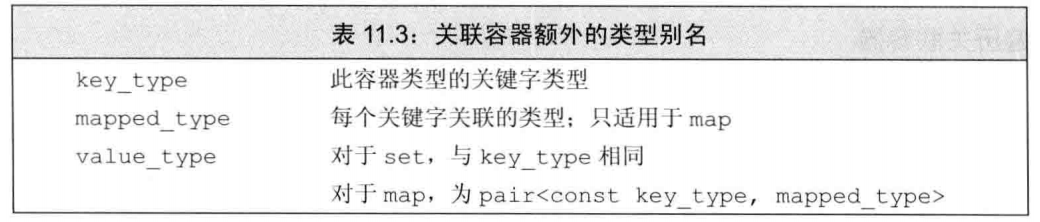 表 11.3：关联容器额外的类型别名
key_type 此容器类型的关键字类型
mapped_type 每个关键字关联的类型；只适用于 map
value_type 对于 set，与 key_type 相同
对于 map，为 pair<const key_type, mapped_type>